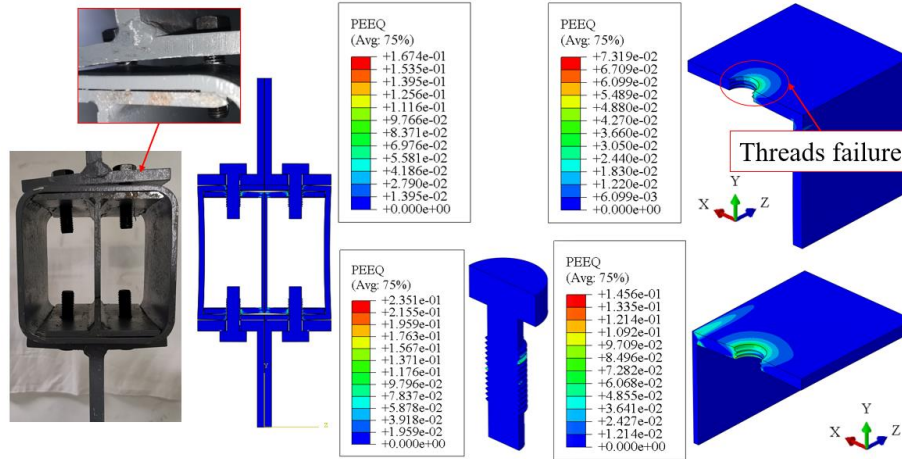 PEEQ
(Avg: 75%)
+1.674e-01
+1.535e-01
+1.395e-01
+1.256e-01
+1.116e-01
+9.766e-02
+8.371e-02
+6.976e-02
+5.581e-02
+4.186e-02
+2.790e-02
+1.395e-02
+0.000e+00
PEEQ
(Avg: 75%)
+7.319e-02
+6.709e-02
+6.099e-02
+5.489e-02
+4.880e-02
+4.270e-02
+3.660e-02
+3.050e-02
+2.440e-02
+1.830e-02
+1.220e-02
+6.099e-03
+0.000e+00
Threads failure
Y
X
Z
PEEQ
(Avg: 75%)
+2.351e-01
+2.155e-01
+1.959e-01
+1.763e-01
+1.567e-01
+1.371e-01
+1.176e-01
+9.796e-02
+7.837e-02
+5.878e-02
+3.918e-02
+1.959e-02
+0.000e+00
PEEQ
(Avg: 75%)
+1.456e-01
+1.335e-01
+1.214e-01
+1.092e-01
+9.709e-02
+8.496e-02
+7.282e-02
+6.068e-02
+4.855e-02
+3.641e-02
+2.427e-02
+1.214e-02
+0.000e+00
Y
X
Z